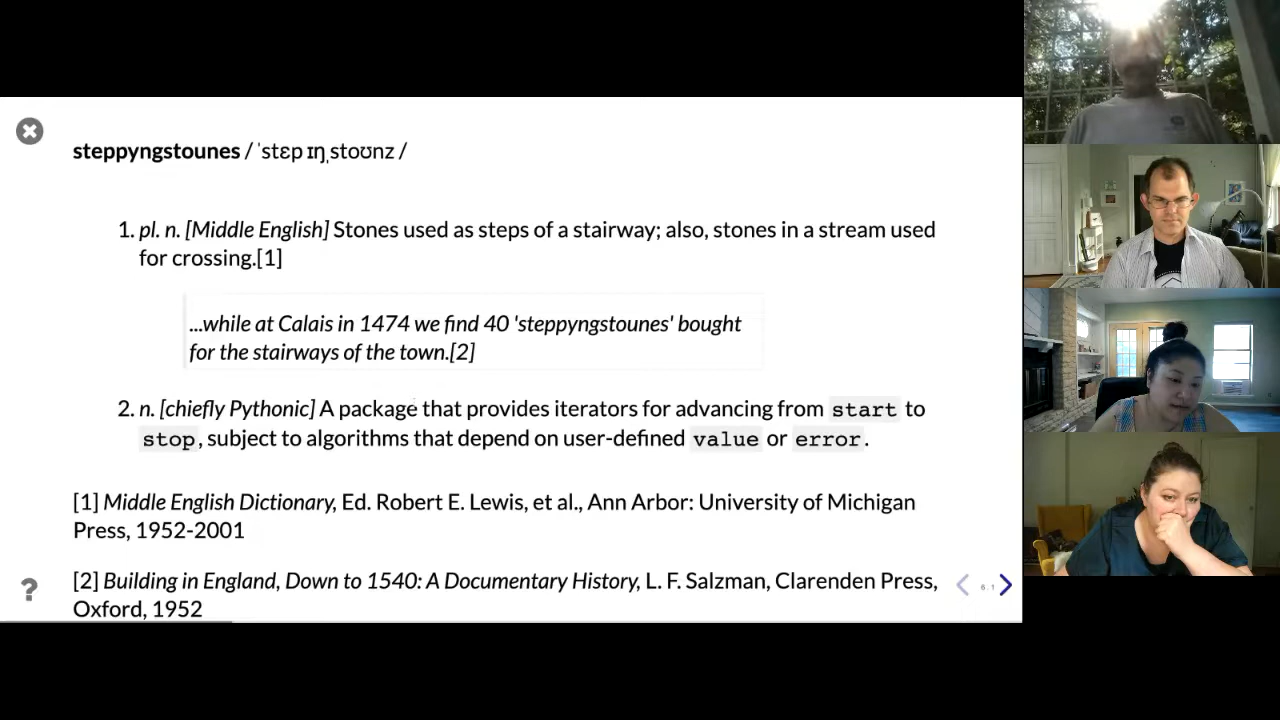 steppyngstounes / ˈstɛp ɪŋˌstoʊnz /
1. pl. n. [Middle English] Stones used as steps of a stairway; also, stones in a stream used
for crossing.[1]
...while at Calais in 1474 we find 40 'steppyngstounes' bought
for the stairways of the town.[2]
2. n. [chiefly Pythonic] A package that provides iterators for advancing from start to
stop, subject to algorithms that depend on user-defined value or error.
[1] Middle English Dictionary, Ed. Robert E. Lewis, et al., Ann Arbor: University of Michigan
Press, 1952-2001
[2] Building in England, Down to 1540: A Documentary History, L. F. Salzman, Clarenden Press,
Oxford, 1952
?
6.1